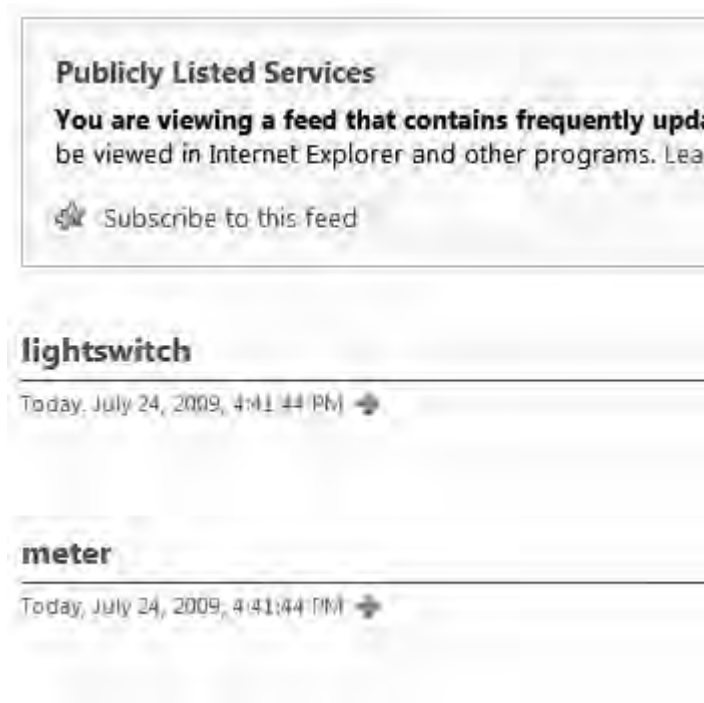 Publicly Listed Services
You are viewing a feed that contains frequently upda
be viewed in Internet Explorer and other programs. Lea
Subscribe to this feed
lightswitch
Today, July 24, 2009, 4:41:44 PM
meter
Today, July 24, 2009, 4:41:44 PM